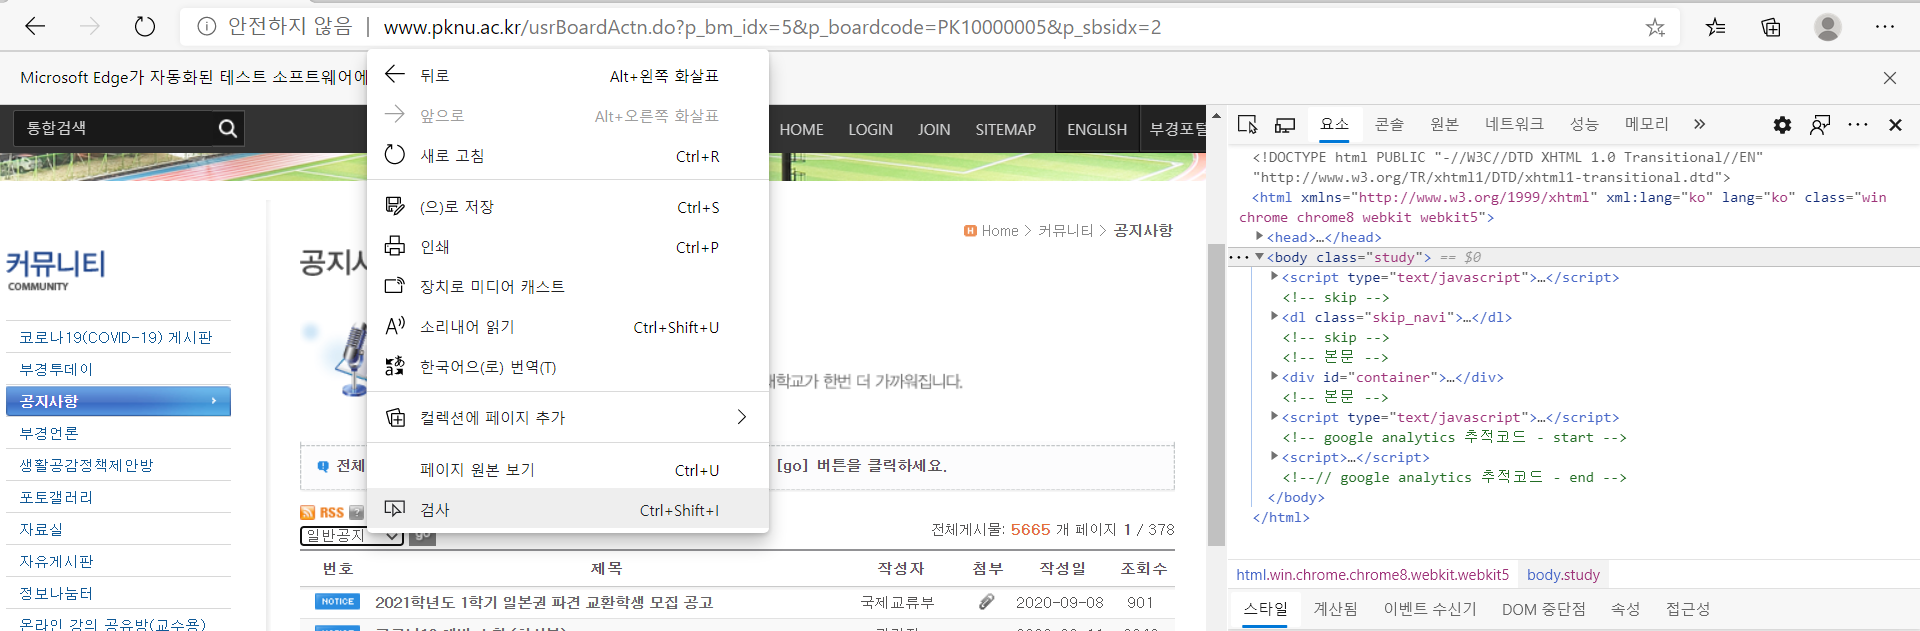 안전하지 않음 | www.pknu.ac.kr/usrBoardActn.do?p_bm_idx=5&p_boardcode=PK10000005&p_sbsidx=2
Microsoft Edge가 자동화된 테스트 소프트웨어에
뒤로 Alt+왼쪽 화살표
앞으로 Alt+오른쪽 화살표
새로 고침 Ctrl+R
(으)로 저장 Ctrl+S
인쇄 Ctrl+P
장치로 미디어 캐스트
소리내어 읽기 Ctrl+Shift+U
한국어으(로) 번역(T)
컬렉션에 페이지 추가
페이지 원본 보기 Ctrl+U
검사 Ctrl+Shift+I
통합검색
HOME LOGIN JOIN SITEMAP ENGLISH 부경포털
커뮤니티
COMMUNITY
코로나19(COVID-19) 게시판
부경투데이
공지사항
부경언론
생활공감정책제안방
포토갤러리
자료실
자유게시판
정보나눔터
온라인 강의 공유방(교수용)
공지사
Home > 커뮤니티 > 공지사항
대학교가 한번 더 가까워집니다.
전체
[go] 버튼을 클릭하세요.
RSS ?
일반공지 go
전체게시물: 5665 개 페이지 1 / 378
번호 제목 작성자 첨부 작성일 조회수
NOTICE 2021학년도 1학기 일본권 파견 교환학생 모집 공고 국제교류부 2020-09-08 901
요소 콘솔 원본 네트워크 성능 메모리
<!DOCTYPE html PUBLIC "-//W3C//DTD XHTML 1.0 Transitional//EN"
"http://www.w3.org/TR/xhtml1/DTD/xhtml1-transitional.dtd">
<html xmlns="http://www.w3.org/1999/xhtml" xml:lang="ko" lang="ko" class="win
chrome chrome8 webkit webkit5">
<head>…</head>
<body class="study"> == $0
<script type="text/javascript">…</script>
<!-- skip -->
<dl class="skip_navi">…</dl>
<!-- skip -->
<!-- 본문 -->
<div id="container">…</div>
<!-- 본문 -->
<script type="text/javascript">…</script>
<!-- google analytics 추적코드 - start -->
<script>…</script>
<!--// google analytics 추적코드 - end -->
</body>
</html>
html.win.chrome.chrome8.webkit.webkit5 body.study
스타일 계산됨 이벤트 수신기 DOM 중단점 속성 접근성